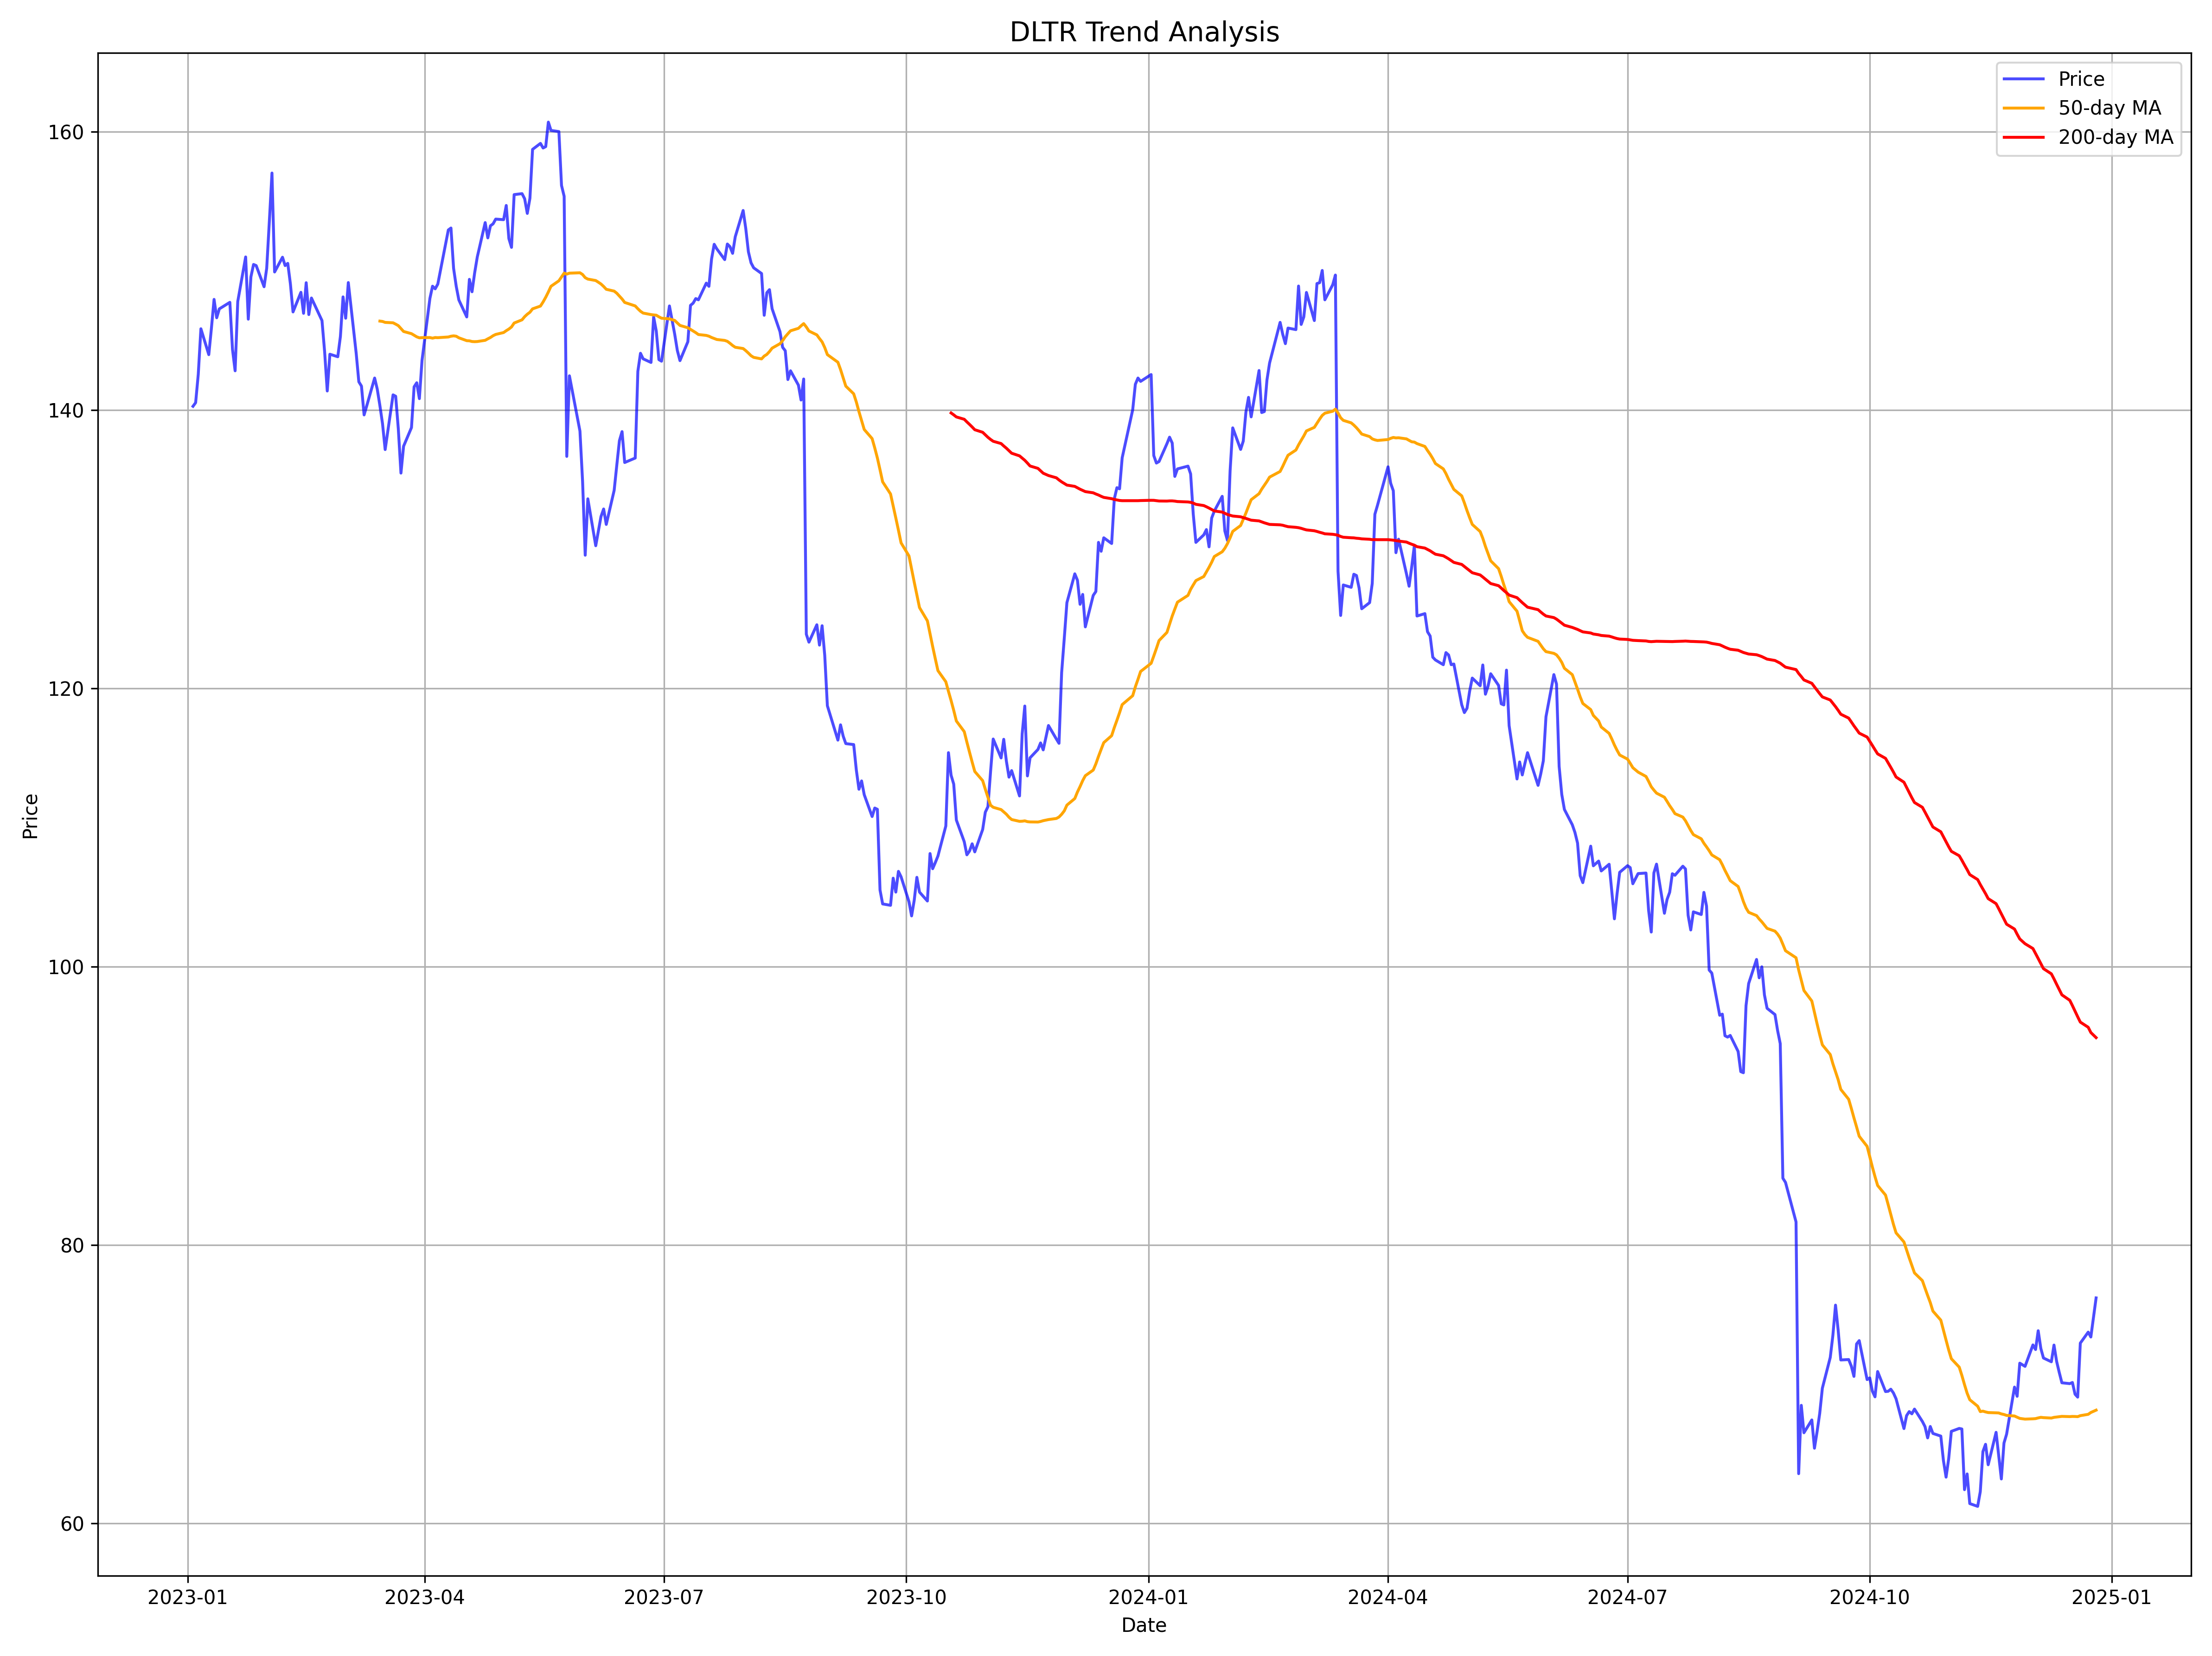 DLTR Trend Analysis
Price
50-day MA
200-day MA
160
140
120
100
80
60
Price
2023-01
2023-04
2023-07
2023-10
2024-01
2024-04
2024-07
2024-10
2025-01
Date